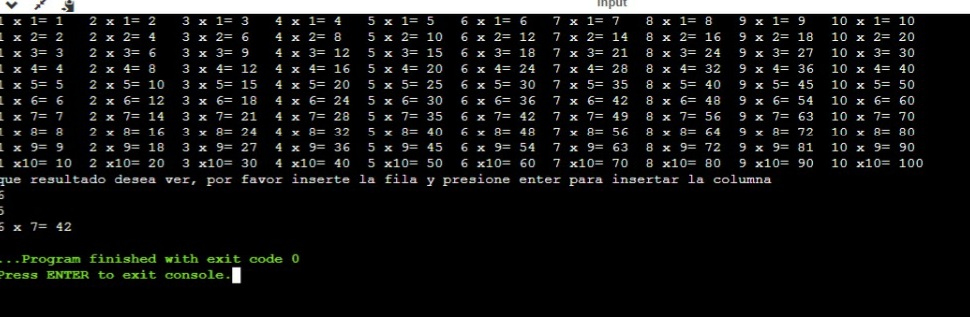 input
1 x 1= 1 2 x 1= 2 3 x 1= 3 4 x 1= 4 5 x 1= 5 6 x 1= 6 7 x 1= 7 8 x 1= 8 9 x 1= 9 10 x 1= 10
1 x 2= 2 2 x 2= 4 3 x 2= 6 4 x 2= 8 5 x 2= 10 6 x 2= 12 7 x 2= 14 8 x 2= 16 9 x 2= 18 10 x 2= 20
1 x 3= 3 2 x 3= 6 3 x 3= 9 4 x 3= 12 5 x 3= 15 6 x 3= 18 7 x 3= 21 8 x 3= 24 9 x 3= 27 10 x 3= 30
1 x 4= 4 2 x 4= 8 3 x 4= 12 4 x 4= 16 5 x 4= 20 6 x 4= 24 7 x 4= 28 8 x 4= 32 9 x 4= 36 10 x 4= 40
1 x 5= 5 2 x 5= 10 3 x 5= 15 4 x 5= 20 5 x 5= 25 6 x 5= 30 7 x 5= 35 8 x 5= 40 9 x 5= 45 10 x 5= 50
1 x 6= 6 2 x 6= 12 3 x 6= 18 4 x 6= 24 5 x 6= 30 6 x 6= 36 7 x 6= 42 8 x 6= 48 9 x 6= 54 10 x 6= 60
1 x 7= 7 2 x 7= 14 3 x 7= 21 4 x 7= 28 5 x 7= 35 6 x 7= 42 7 x 7= 49 8 x 7= 56 9 x 7= 63 10 x 7= 70
1 x 8= 8 2 x 8= 16 3 x 8= 24 4 x 8= 32 5 x 8= 40 6 x 8= 48 7 x 8= 56 8 x 8= 64 9 x 8= 72 10 x 8= 80
1 x 9= 9 2 x 9= 18 3 x 9= 27 4 x 9= 36 5 x 9= 45 6 x 9= 54 7 x 9= 63 8 x 9= 72 9 x 9= 81 10 x 9= 90
1 x10= 10 2 x10= 20 3 x10= 30 4 x10= 40 5 x10= 50 6 x10= 60 7 x10= 70 8 x10= 80 9 x10= 90 10 x10= 100
que resultado desea ver, por favor inserte la fila y presione enter para insertar la columna
6
6 x 7= 42
...Program finished with exit code 0
Press ENTER to exit console.